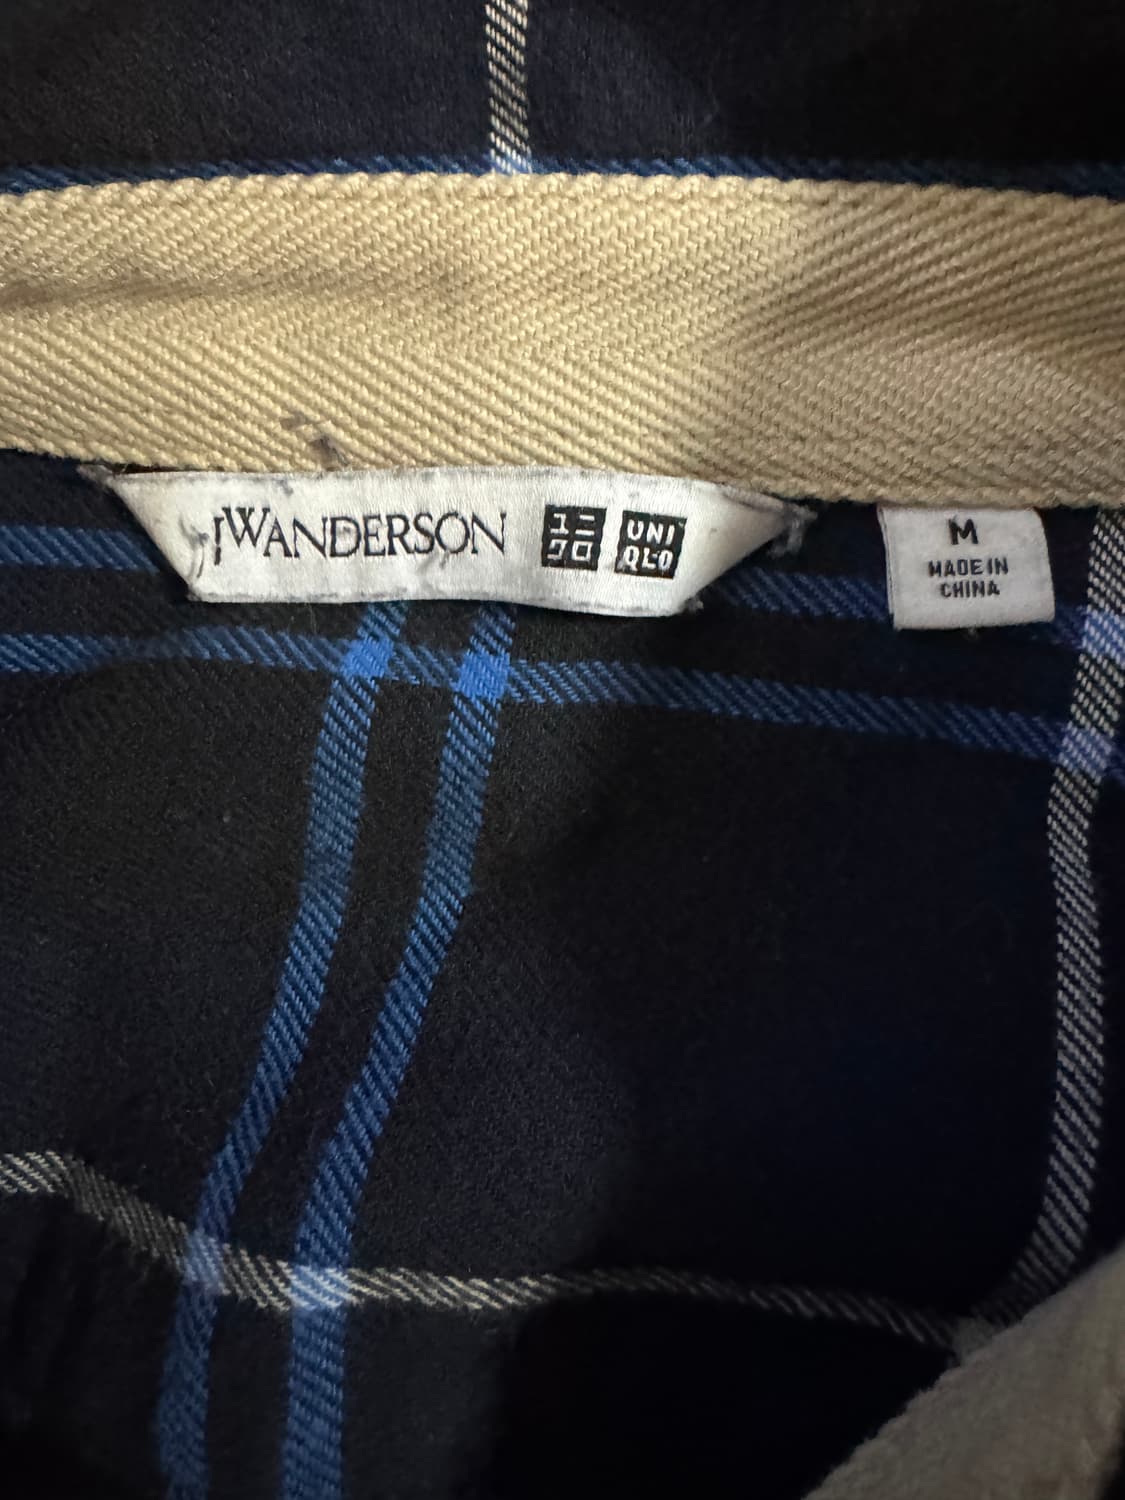 JWANDERSON
ユニ
クロ
UNI
QLO
M
MADE IN
CHINA